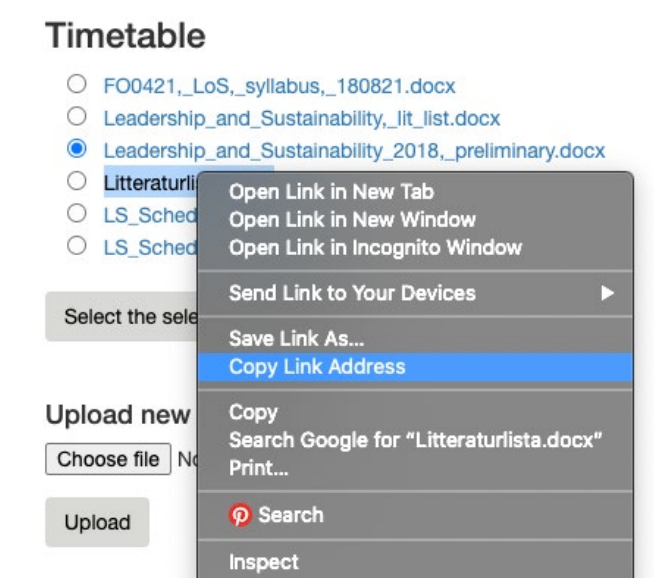 Timetable
FO0421,_LoS,_syllabus,_180821.docx
Leadership_and_Sustainability,_lit_list.docx
Leadership_and_Sustainability_2018,_preliminary.docx
Litteraturli
LS_Sched
LS_Sched
Select the sele
Upload new
Choose file No
Upload
Open Link in New Tab
Open Link in New Window
Open Link in Incognito Window
Send Link to Your Devices
Save Link As...
Copy Link Address
Copy
Search Google for “Litteraturlista.docx”
Print...
Search
Inspect